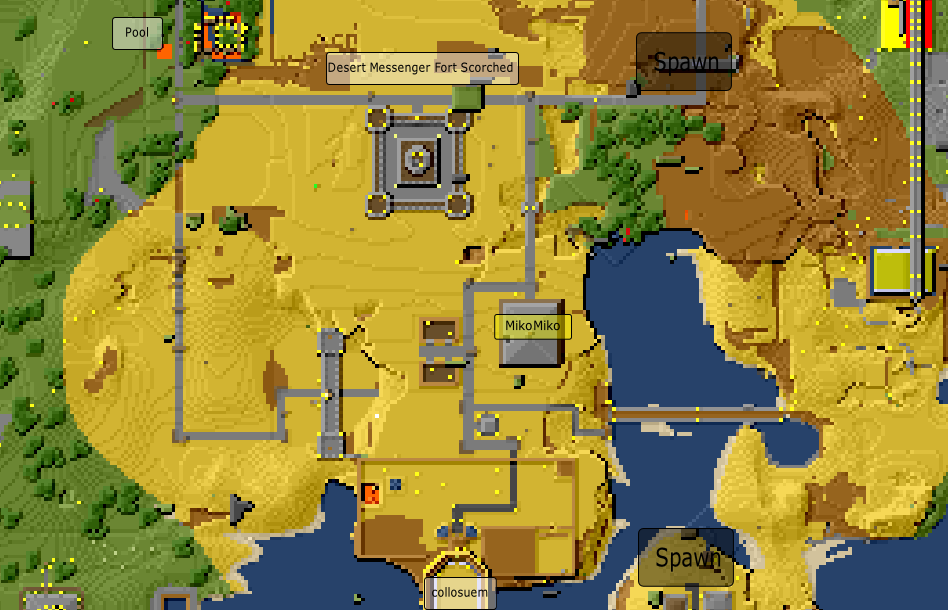 Pool
Desert Messenger Fort Scorched
Spawn
MikoMiko
Spawn
collosuem